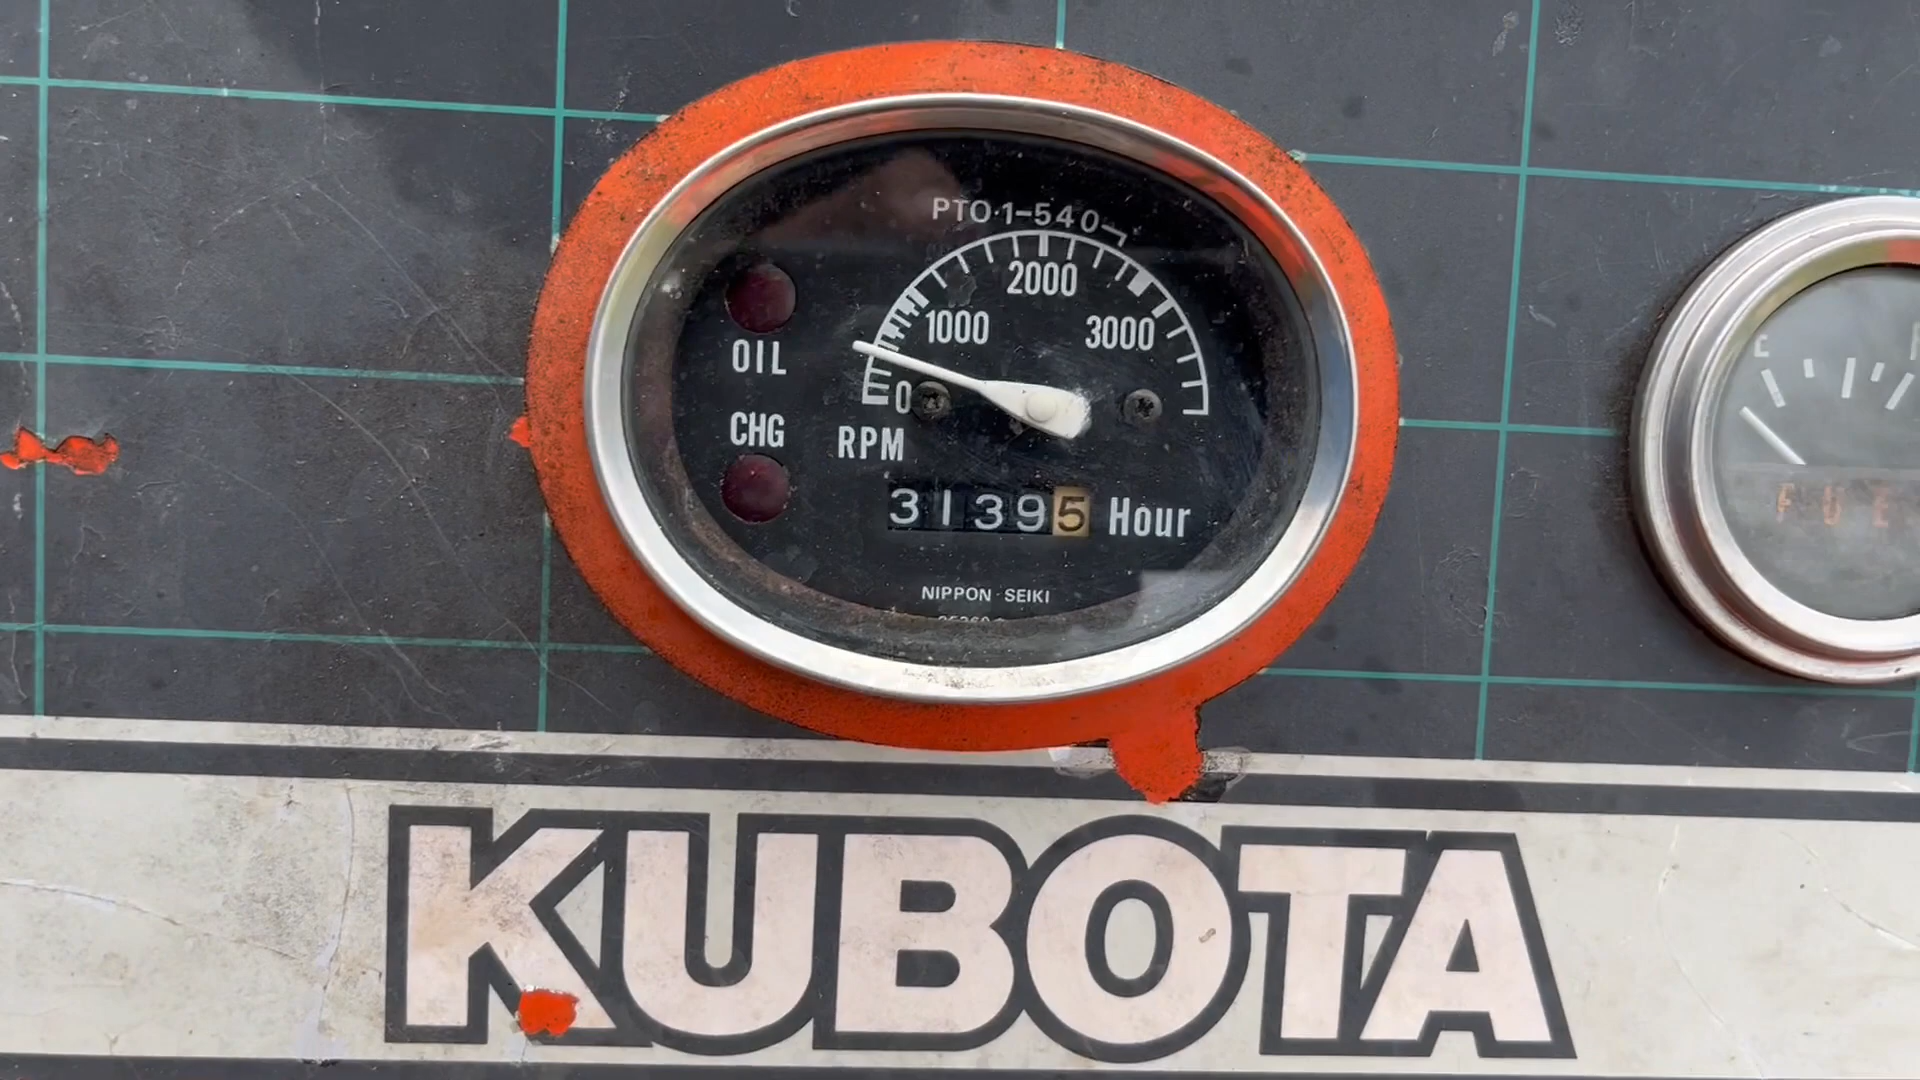 PTO·1-540
2000
1000
3000
0
OIL
CHG
RPM
31395 Hour
NIPPON SEIKI
E
KUBOTA